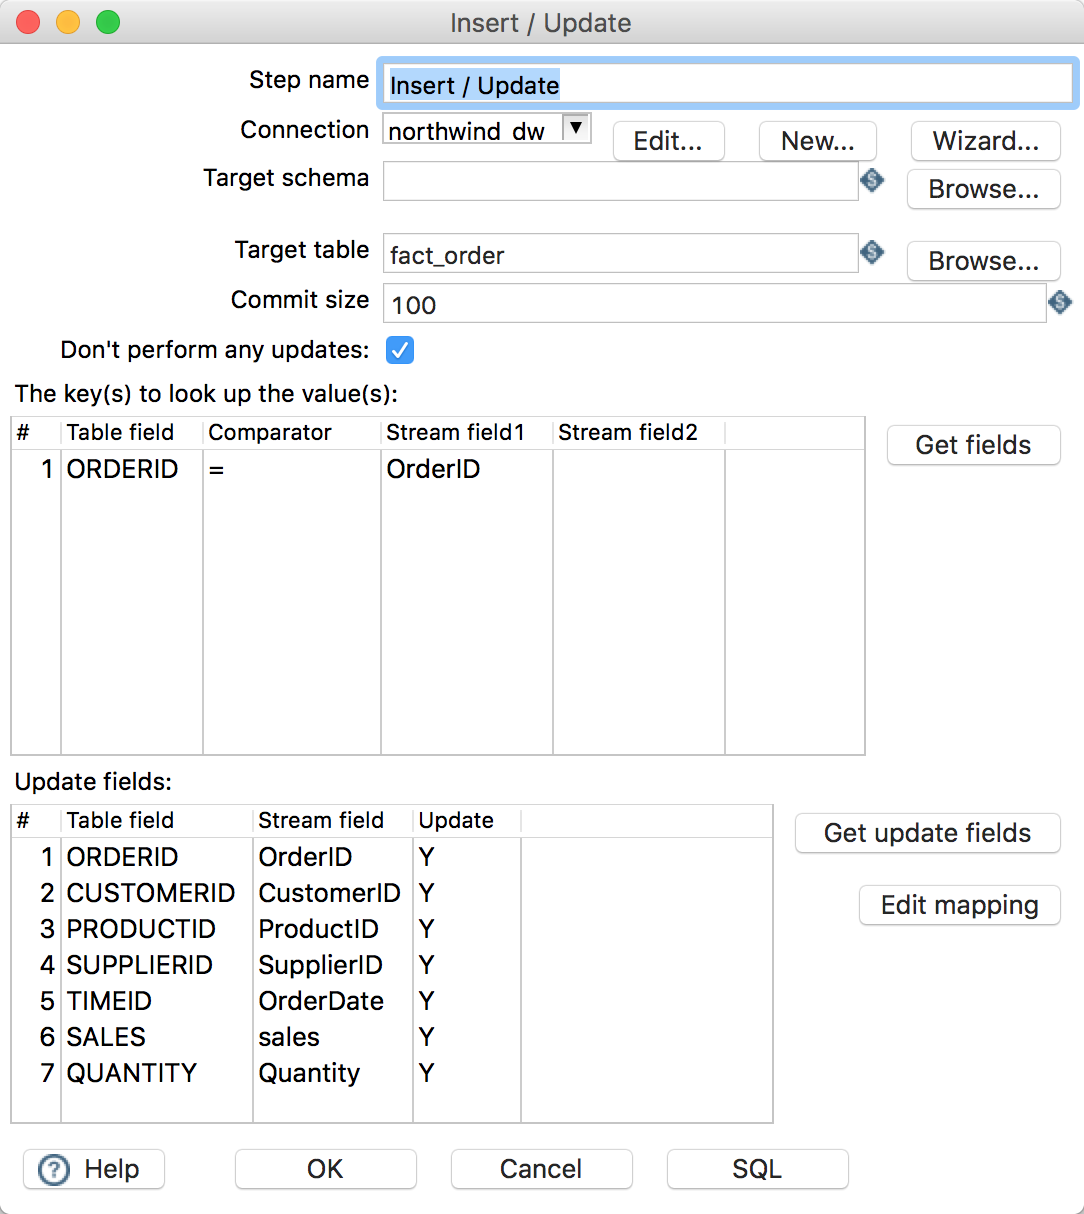 Insert / Update
Step name Insert / Update
Connection northwind_dw Edit... New... Wizard...
Target schema Browse...
Target table fact_order Browse...
Commit size 100
Don't perform any updates:
The key(s) to look up the value(s):
# Table field Comparator Stream field1 Stream field2
Get fields
1 ORDERID = OrderID
Update fields:
# Table field Stream field Update
Get update fields
1 ORDERID OrderID Y
2 CUSTOMERID CustomerID Y
Edit mapping
3 PRODUCTID ProductID Y
4 SUPPLIERID SupplierID Y
5 TIMEID OrderDate Y
6 SALES sales Y
7 QUANTITY Quantity Y
? Help OK Cancel SQL